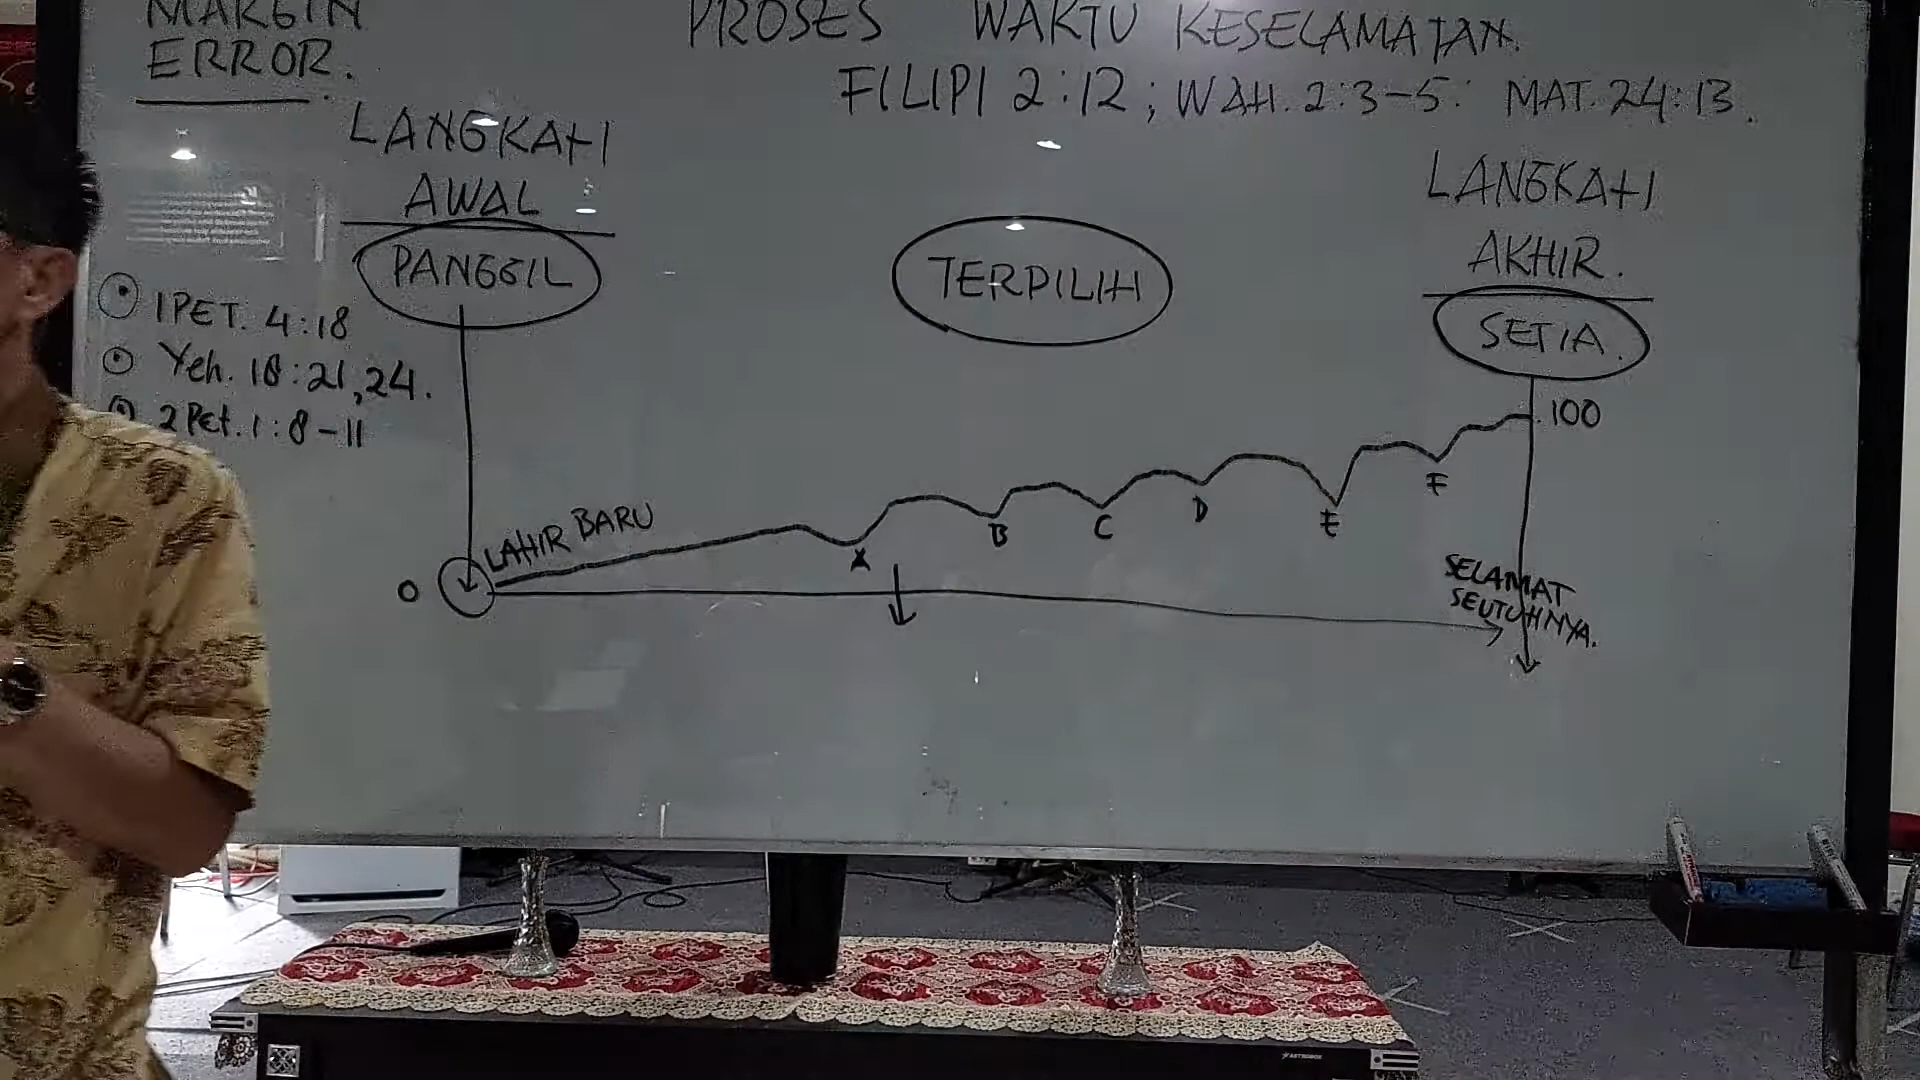 MARGIN
ERROR.
PROSES WAKTU KESELAMATAN.
FILIPI 2:12; WAH. 2:3-5: MAT. 24:13.
LANGKAH
AWAL
PANGGIL
TERPILIH
LANGKAH
AKHIR.
SETIA.
1 PET. 4:18
Yeh. 18:21,24.
2 Pet. 1:8-11
100
LAHIR BARU
A
B
C
D
E
F
0
SELAMAT
SEUTUHNYA.